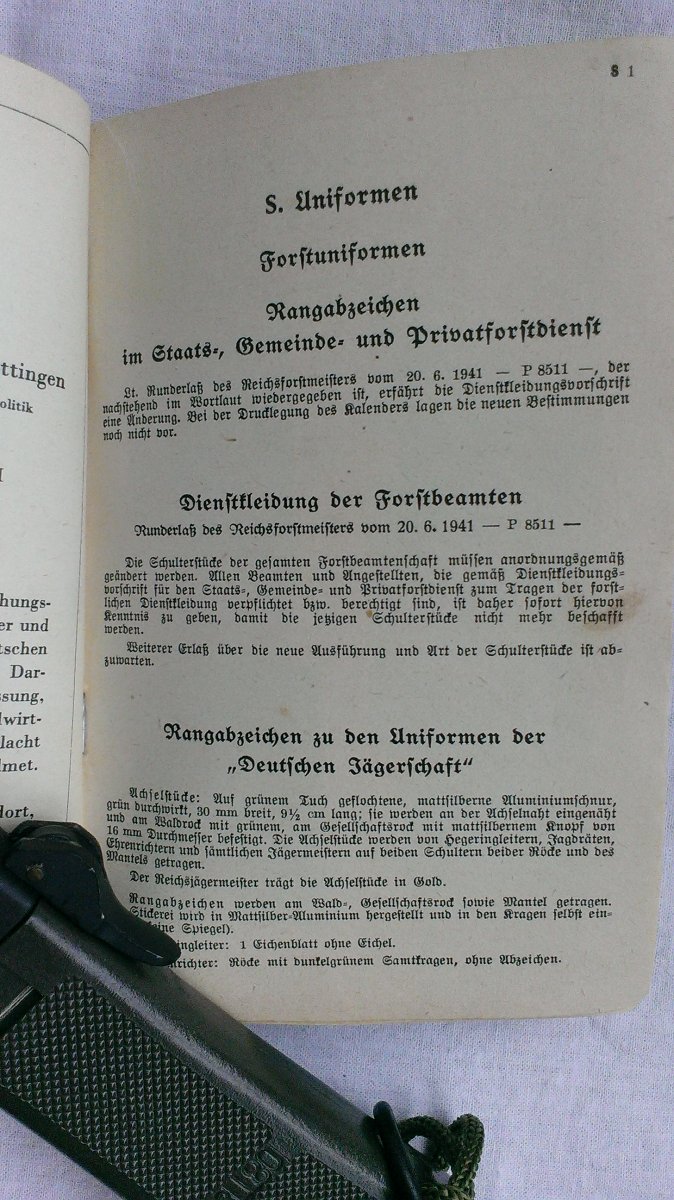 ttingen
olitik
hungs-
er und
tschen
Dar-
ssung,
lwirt-
lacht
lmet.
dort,
S 1
S. Uniformen
Forstuniformen
Rangabzeichen
im Staats-, Gemeinde- und Privatforstdienst
Lt. Runderlaß des Reichsforstmeisters vom 20. 6. 1941 — P 8511 —, der
nachstehend im Wortlaut wiedergegeben ist, erfährt die Dienstkleidungsvorschrift
eine Änderung. Bei der Drucklegung des Kalenders lagen die neuen Bestimmungen
noch nicht vor.
Dienstkleidung der Forstbeamten
Runderlaß des Reichsforstmeisters vom 20. 6. 1941 — P 8511 —
Die Schulterstücke der gesamten Forstbeamtenschaft müssen anordnungsgemäß
geändert werden. Allen Beamten und Angestellten, die gemäß Dienstkleidungs-
vorschrift für den Staats-, Gemeinde- und Privatforstdienst zum Tragen der forst-
lichen Dienstkleidung verpflichtet bzw. berechtigt sind, ist daher sofort hiervon
Kenntnis zu geben, damit die jetzigen Schulterstücke nicht mehr beschafft
werden.
Weiterer Erlaß über die neue Ausführung und Art der Schulterstücke ist ab-
zuwarten.
Rangabzeichen zu den Uniformen der
„Deutschen Jägerschaft“
Achselstücke: Auf grünem Tuch geflochtene, mattsilberne Aluminiumschnur,
grün durchwirkt, 30 mm breit, 9½ cm lang; sie werden an der Achselnaht eingenäht
und am Waldrock mit grünem, am Gesellschaftsrock mit mattsilbernem Knopf von
16 mm Durchmesser befestigt. Die Achselstücke werden von Hegeringleitern, Jagdräten,
Ehrenrichtern und sämtlichen Jägermeistern auf beiden Schultern beider Röcke und des
Mantels getragen.
Der Reichsjägermeister trägt die Achselstücke in Gold.
Rangabzeichen werden am Wald-, Gesellschaftsrock sowie Mantel getragen.
Stickerei wird in Mattsilber-Aluminium hergestellt und in den Kragen selbst ein-
ine Spiegel).
ingleiter: 1 Eichenblatt ohne Eichel.
nrichter: Röcke mit dunkelgrünem Samtkragen, ohne Abzeichen.